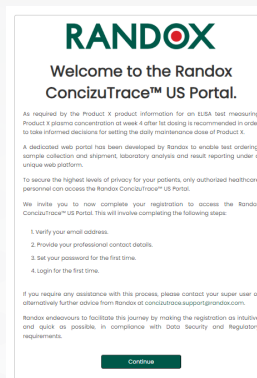 RANDOX
Welcome to the Randox
ConcizuTrace™ US Portal.
As required by the Product X product information for an ELISA test measuring
Product X plasma concentration at week 4 after 1st dosing is recommended in order
to take informed decisions for setting the daily maintenance dose of Product X.
A dedicated web portal has been developed by Randox to enable test ordering,
sample collection and shipment, laboratory analysis and result reporting under
unique web platform.
To secure the highest levels of privacy for your patients, only authorized healthcare
personnel can access the Randox ConcizuTrace™ US Portal.
We invite you to now complete your registration to access the Randox
ConcizuTrace™ US Portal. This will involve completing the following steps:
1. Verify your email address.
2. Provide your professional contact details.
3. Set your password for the first time.
4. Login for the first time.
If you require any assistance with this process, please contact your super user or
alternatively further advice from Randox at concizutrace.support@randox.com.
Randox endeavours to facilitate this journey by making the registration as intuitive
and quick as possible, in compliance with Data Security and Regulatory
requirements.
Continue